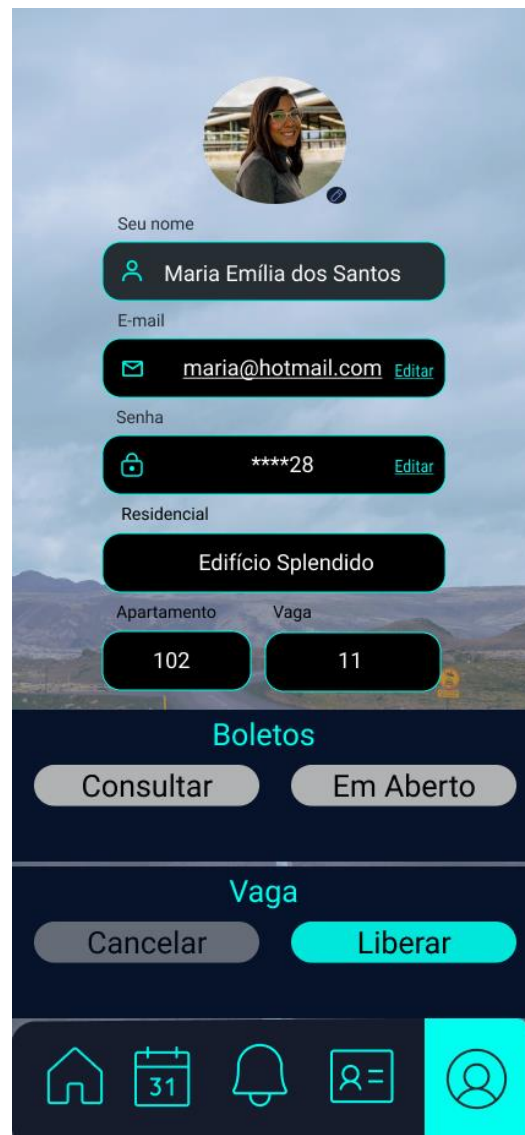 Seu nome
Maria Emília dos Santos
E-mail
maria@hotmail.com Editar
Senha
****28 Editar
Residencial
Edifício Splendido
Apartamento Vaga
102 11
Boletos
Consultar Em Aberto
Vaga
Cancelar Liberar
31